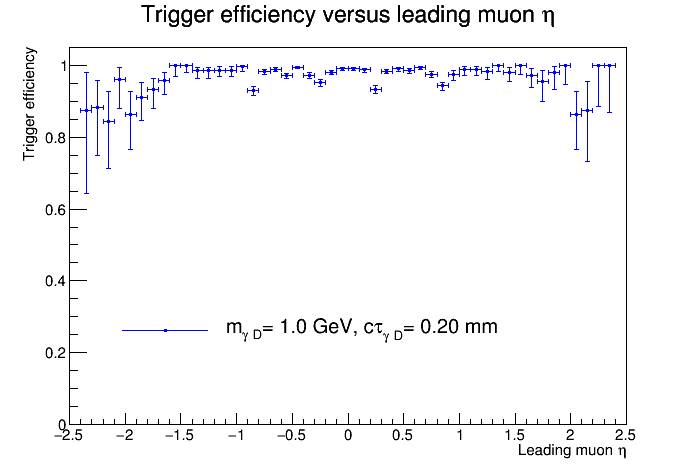 Trigger efficiency versus leading muon η
Trigger efficiency
1
0.8
0.6
0.4
0.2
0
m_γ D= 1.0 GeV, cτ_γ D= 0.20 mm
−2.5 −2 −1.5 −1 −0.5 0 0.5 1 1.5 2 2.5
Leading muon η